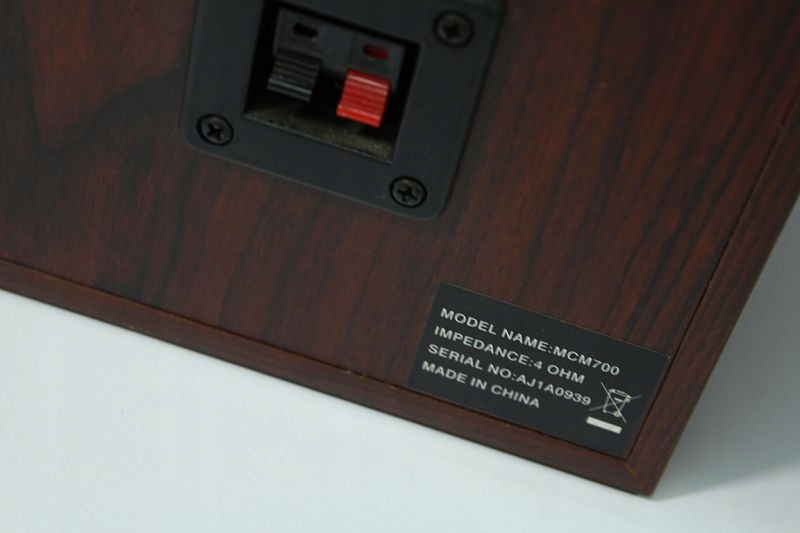 MODEL NAME:MCM700
IMPEDANCE:4 OHM
SERIAL NO:AJ1A0939
MADE IN CHINA